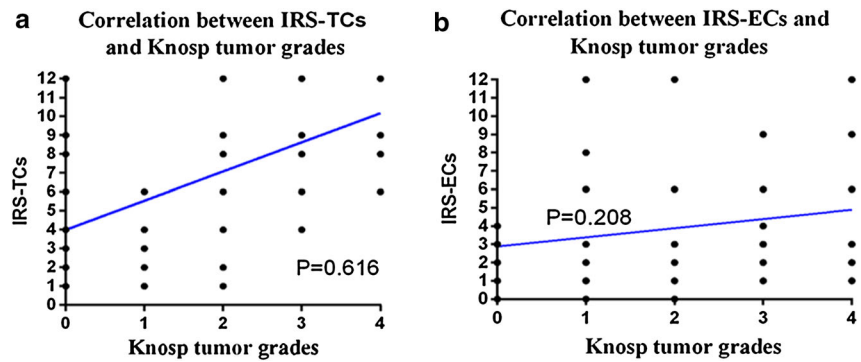 a
Correlation between IRS-TCs
and Knosp tumor grades
12
11
10
9
8
7
6
5
4
3
2
1
0
IRS-TCs
P=0.616
0 1 2 3 4
Knosp tumor grades
b
Correlation between IRS-ECs and
Knosp tumor grades
12
11
10
9
8
7
6
5
4
3
2
1
0
IRS-ECs
P=0.208
0 1 2 3 4
Knosp tumor grades